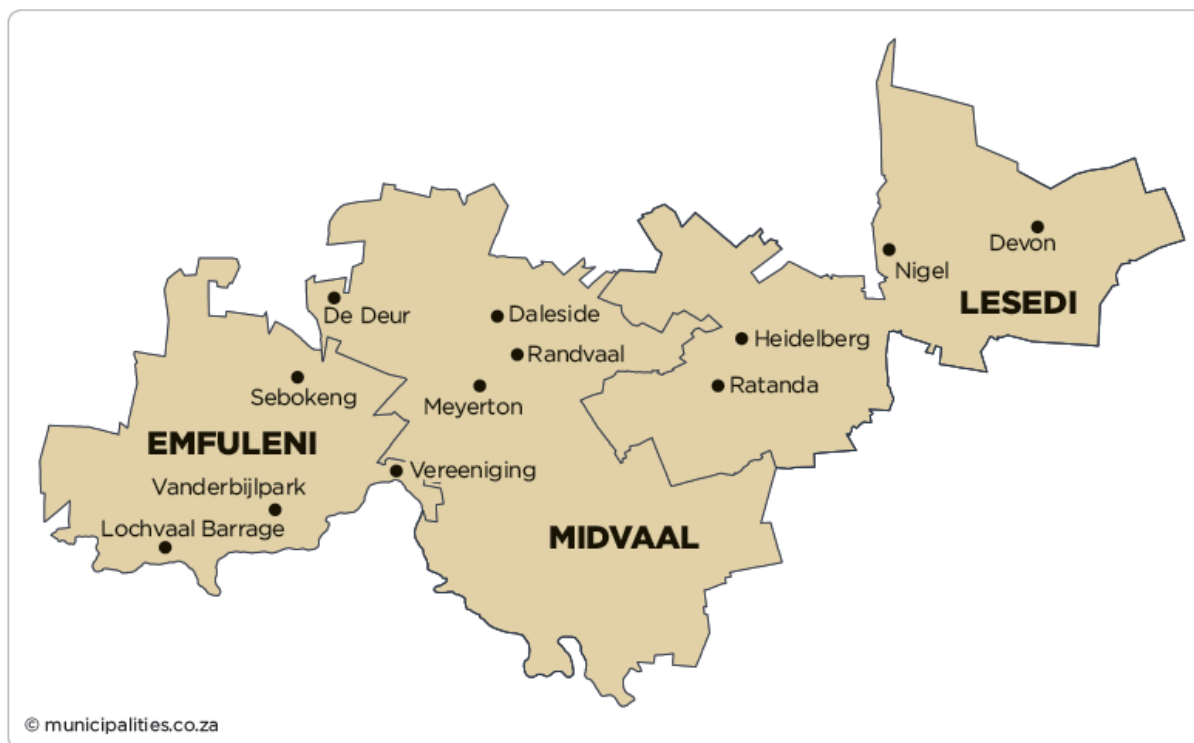 Devon
Nigel
LESEDI
De Deur
Daleside
Heidelberg
Randvaal
Ratanda
Sebokeng
Meyerton
EMFULENI
Vereeniging
Vanderbijlpark
Lochvaal Barrage
MIDVAAL
© municipalities.co.za